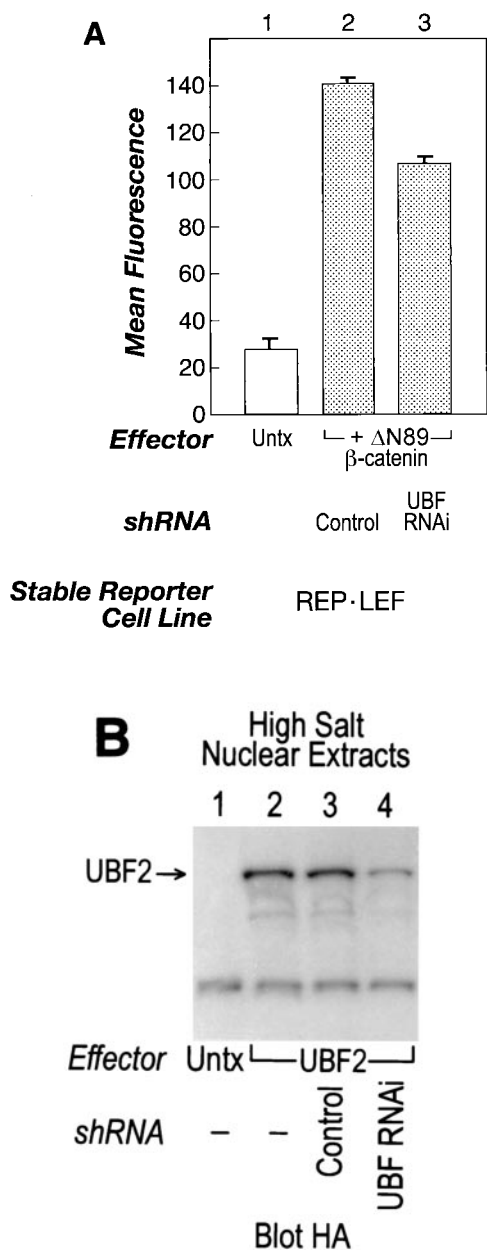 A
1 2 3
Mean Fluorescence
140
120
100
80
60
40
20
0
Effector Untx + ΔN89
β-catenin
shRNA Control UBF
RNAi
Stable Reporter
Cell Line
REP·LEF
B
High Salt
Nuclear Extracts
1 2 3 4
UBF2→
Effector Untx UBF2
shRNA – – Control UBF RNAi
Blot HA